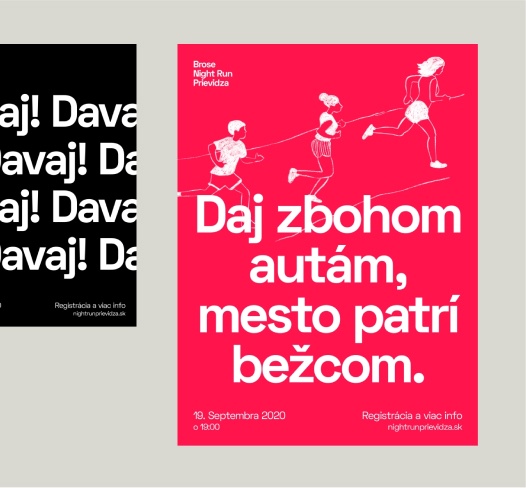 aj! Dava
Davaj! Da
aj! Dava
Davaj! Da
Registrácia a viac info
nightrunprievidza.sk
Brose
Night Run
Prievidza
Daj zbohom
autám,
mesto patrí
bežcom.
19. Septembra 2020
o 19:00
Registrácia a viac info
nightrunprievidza.sk